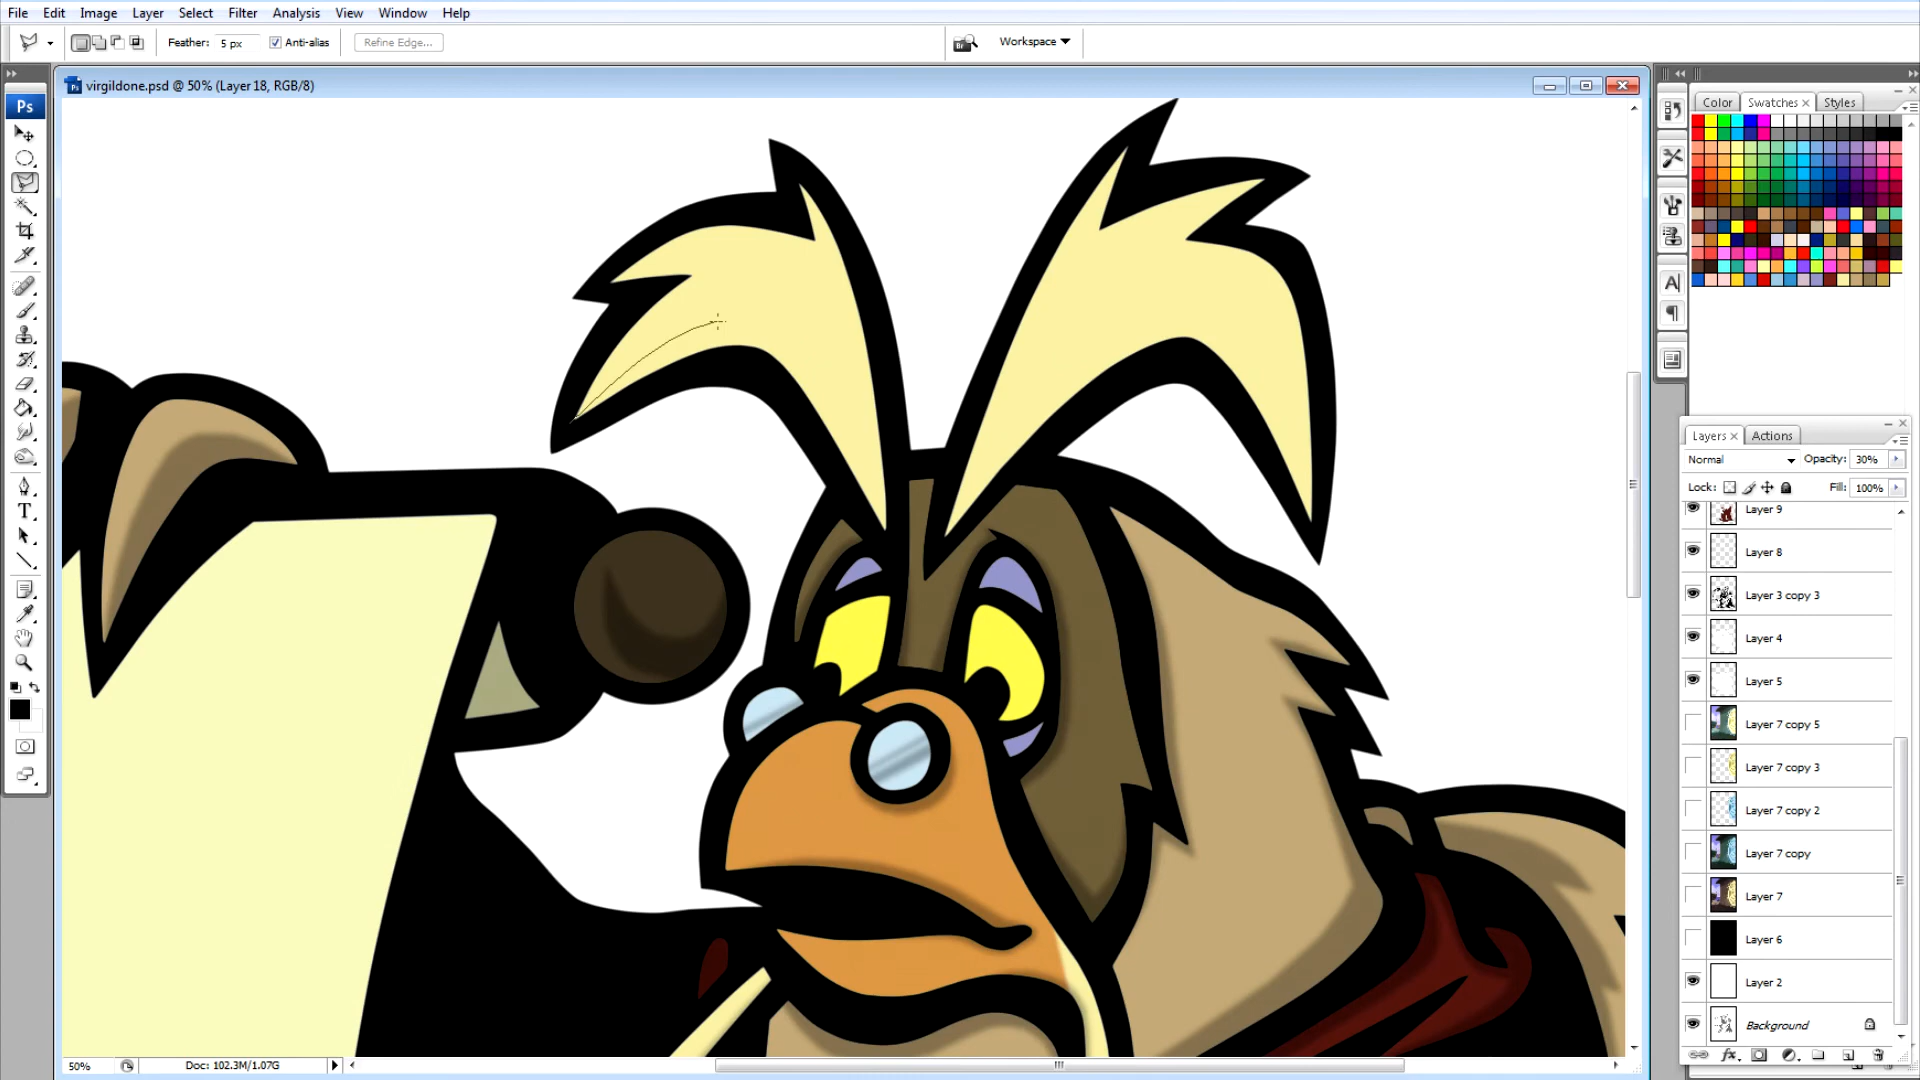 File Edit Image Layer Select Filter Analysis View Window Help
Feather: 5 px Anti-alias Refine Edge... Br Workspace
Ps virgildone.psd @ 50% (Layer 18, RGB/8)
Ps
Color Swatches × Styles
T
A
Layers × Actions
Normal Opacity: 30%
Lock: Fill: 100%
Layer 9
Layer 8
Layer 3 copy 3
Layer 4
Layer 5
Layer 7 copy 5
Layer 7 copy 3
Layer 7 copy 2
Layer 7 copy
Layer 7
Layer 6
Layer 2
Background
fx
50% Doc: 102.3M/1.07G